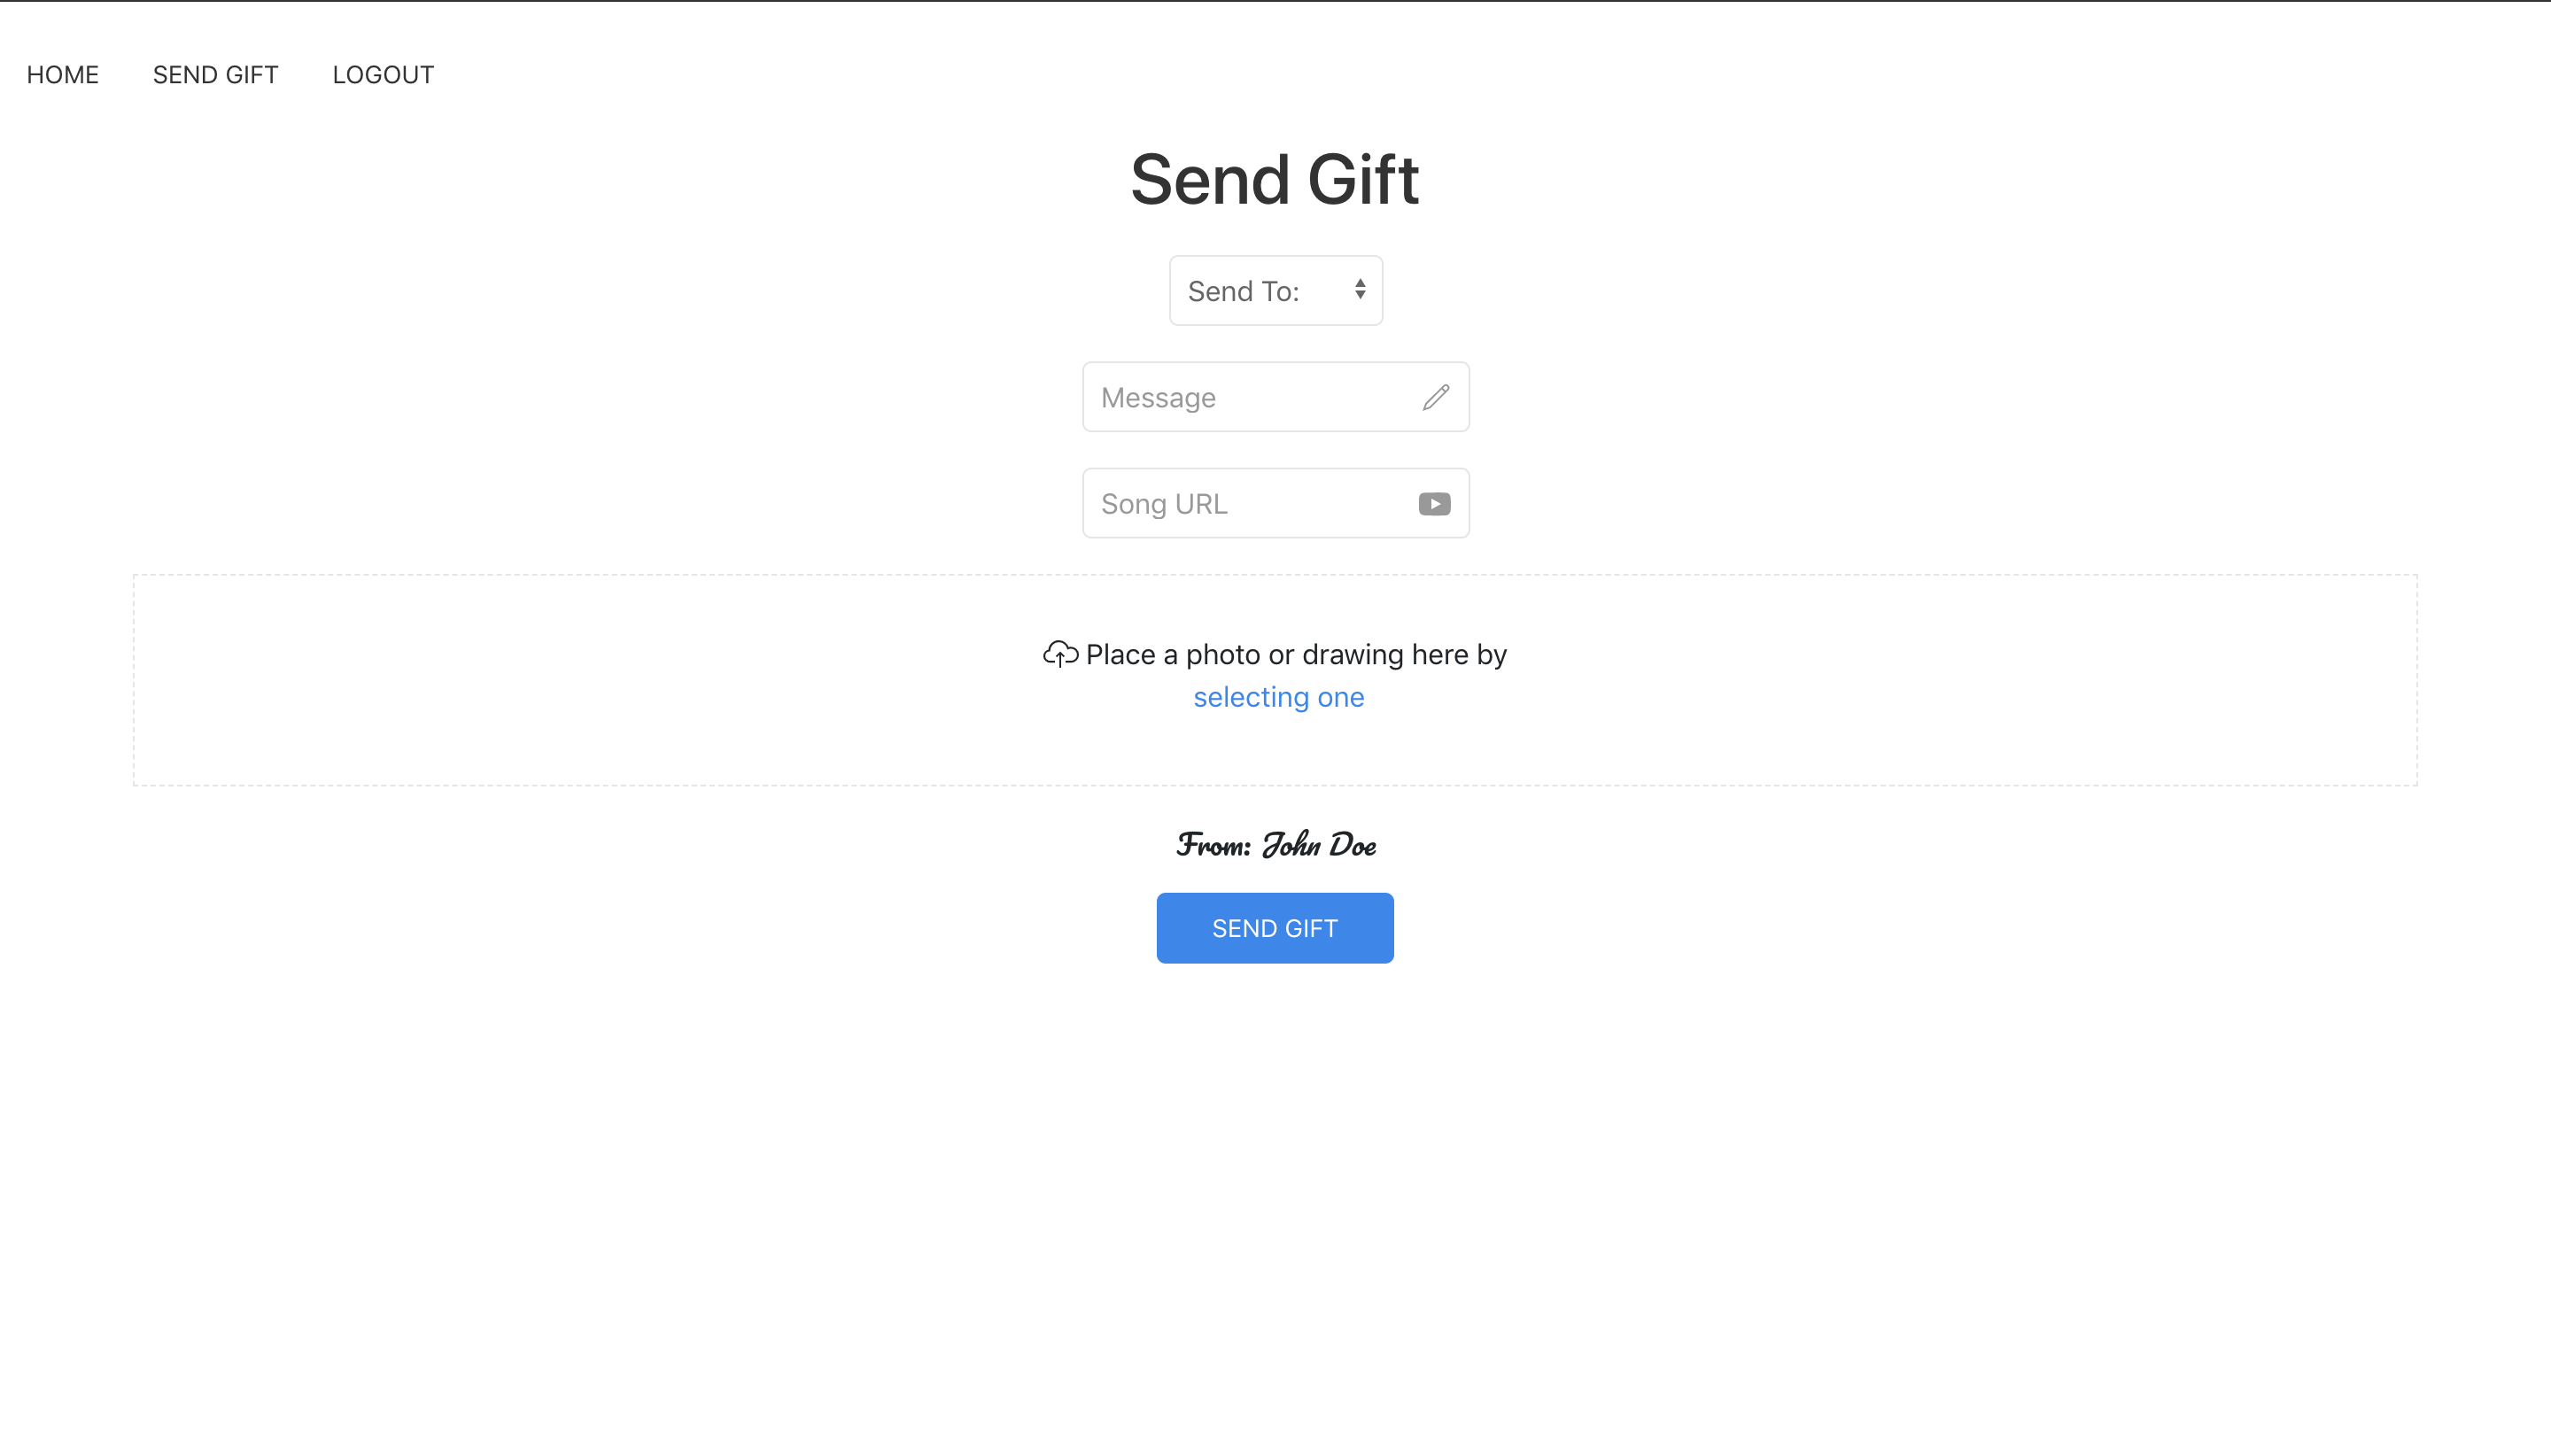 HOME SEND GIFT LOGOUT
Send Gift
Send To:
Message
Song URL
Place a photo or drawing here by
selecting one
From: John Doe
SEND GIFT